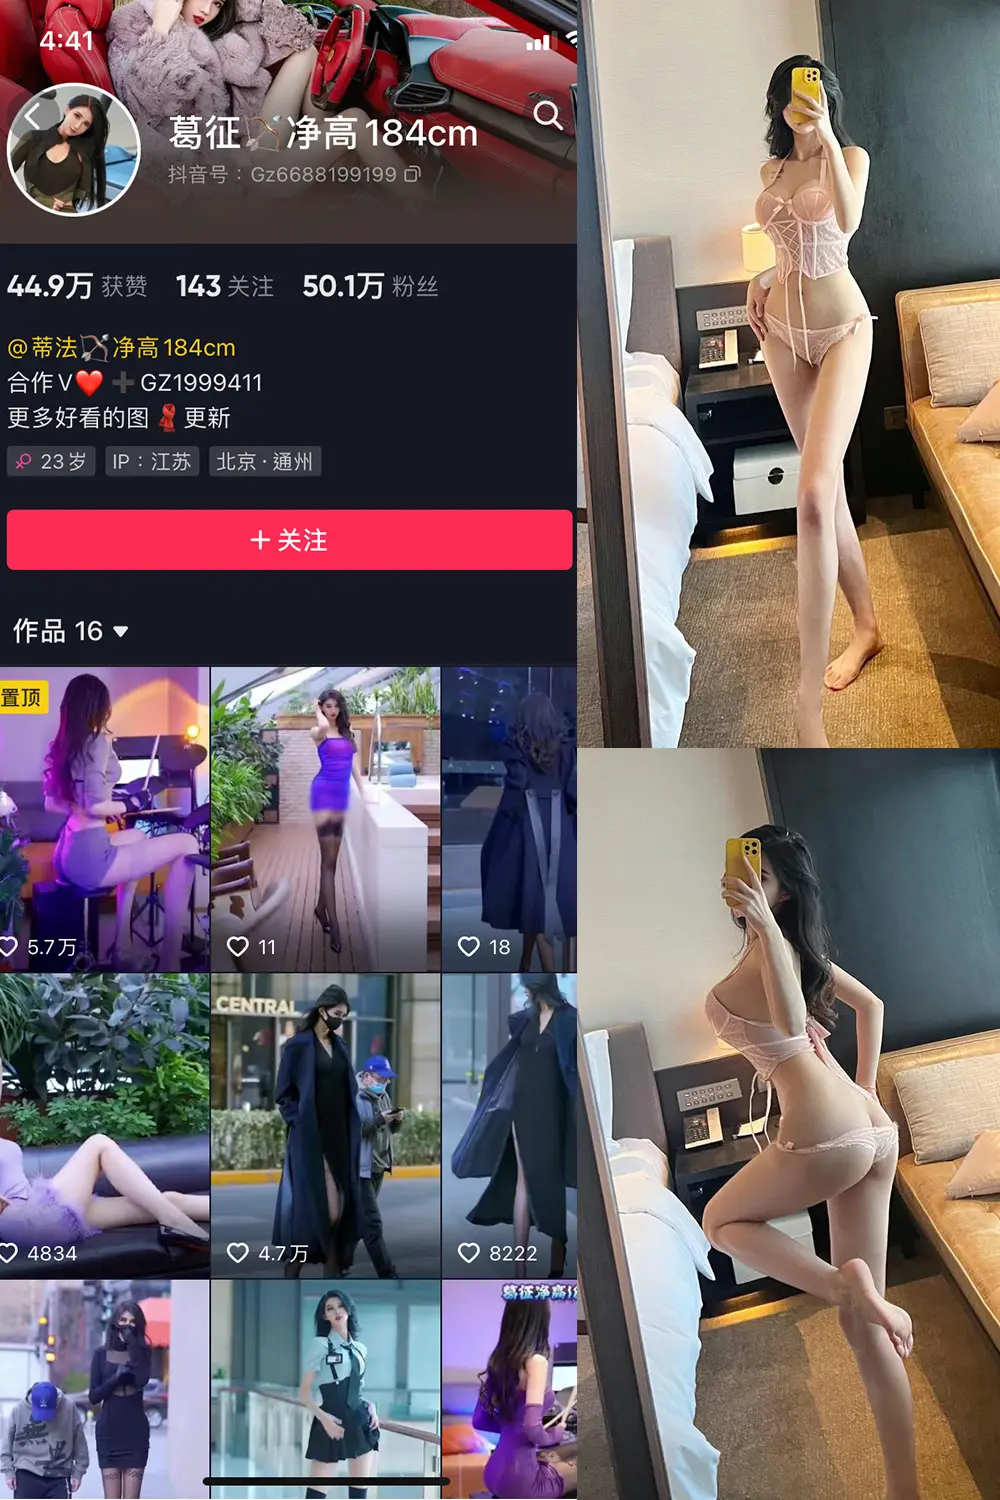 4:41
葛征🏹净高184cm
抖音号：Gz6688199199
44.9万 获赞 143 关注 50.1万 粉丝
@蒂法🏹净高184cm
合作V❤️➕GZ1999411
更多好看的图🧣更新
23岁 IP：江苏 北京·通州
+ 关注
作品 16
置顶
5.7万
11
18
CENTRAL
4834
4.7万
8222
葛征净高